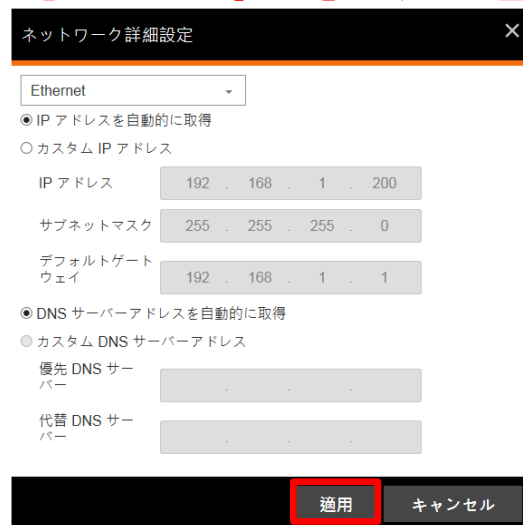 ネットワーク詳細設定
Ethernet
IP アドレスを自動的に取得
カスタム IP アドレス
IP アドレス 192 . 168 . 1 . 200
サブネットマスク 255 . 255 . 255 . 0
デフォルトゲート
ウェイ 192 . 168 . 1 . 1
DNS サーバーアドレスを自動的に取得
カスタム DNS サーバーアドレス
優先 DNS サー
バー . . .
代替 DNS サー
バー . . .
適用 キャンセル